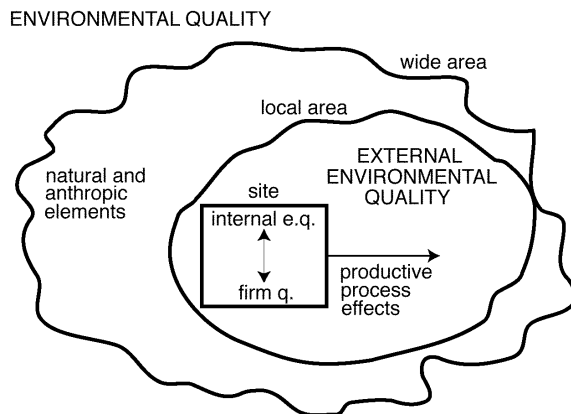 ENVIRONMENTAL QUALITY
wide area
local area
EXTERNAL
ENVIRONMENTAL
QUALITY
natural and
anthropic
elements
site
internal e.q.
firm q.
productive
process
effects